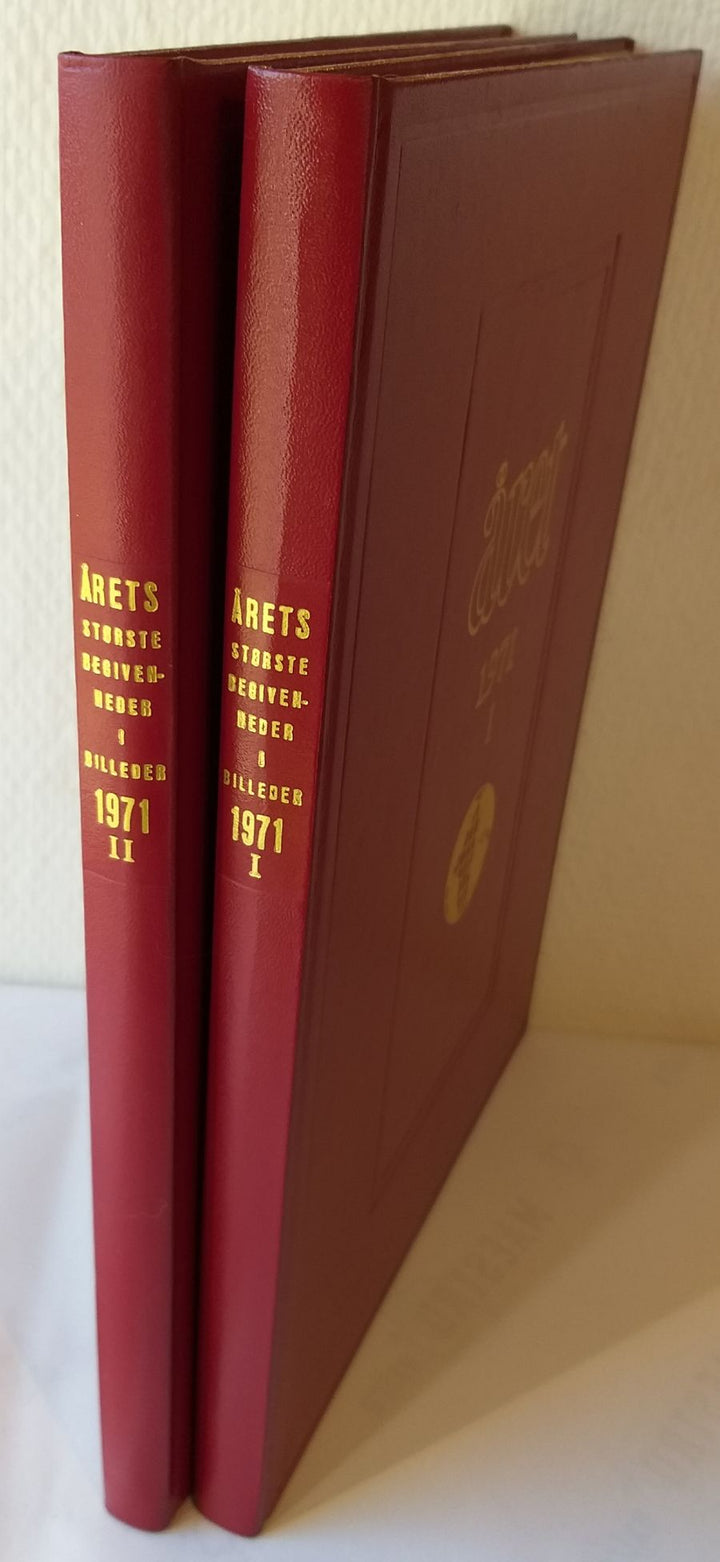 ÅRETS
STØRSTE
BEGIVEN-
HEDER
I
BILLEDER
1971
II
ÅRETS
STØRSTE
BEGIVEN-
HEDER
I
BILLEDER
1971
I
Året
1971
I